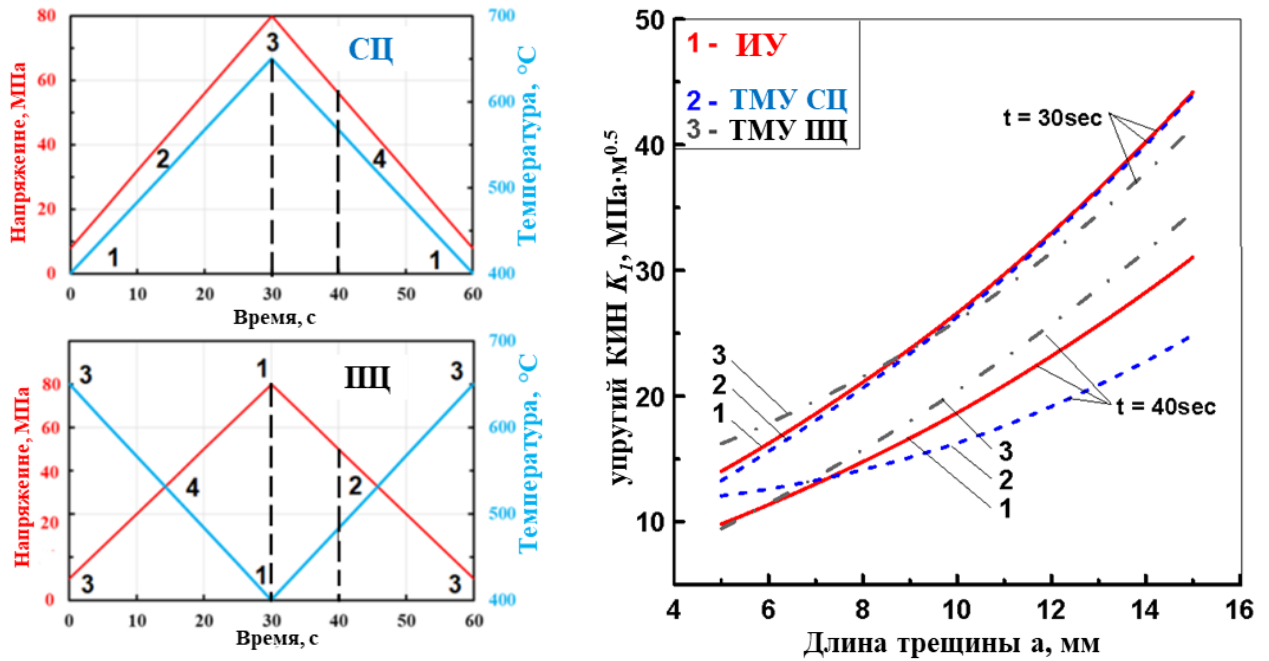 80
60
40
20
0
Напряжение, МПа
СЦ
3
2
4
1
1
700
600
500
400
Температура, °C
0 10 20 30 40 50 60
Время, с
80
60
40
20
0
Напряжение, МПа
ПЦ
3
1
3
4
2
3
1
3
700
600
500
400
Температура, °C
0 10 20 30 40 50 60
Время, с
50
40
30
20
10
упругий КИН K₁, МПа·м⁰·⁵
1 - ИУ
2 - ТМУ СЦ
3 - ТМУ ПЦ
t = 30sec
3
2
1
t = 40sec
3
2
1
4 6 8 10 12 14 16
Длина трещины a, мм